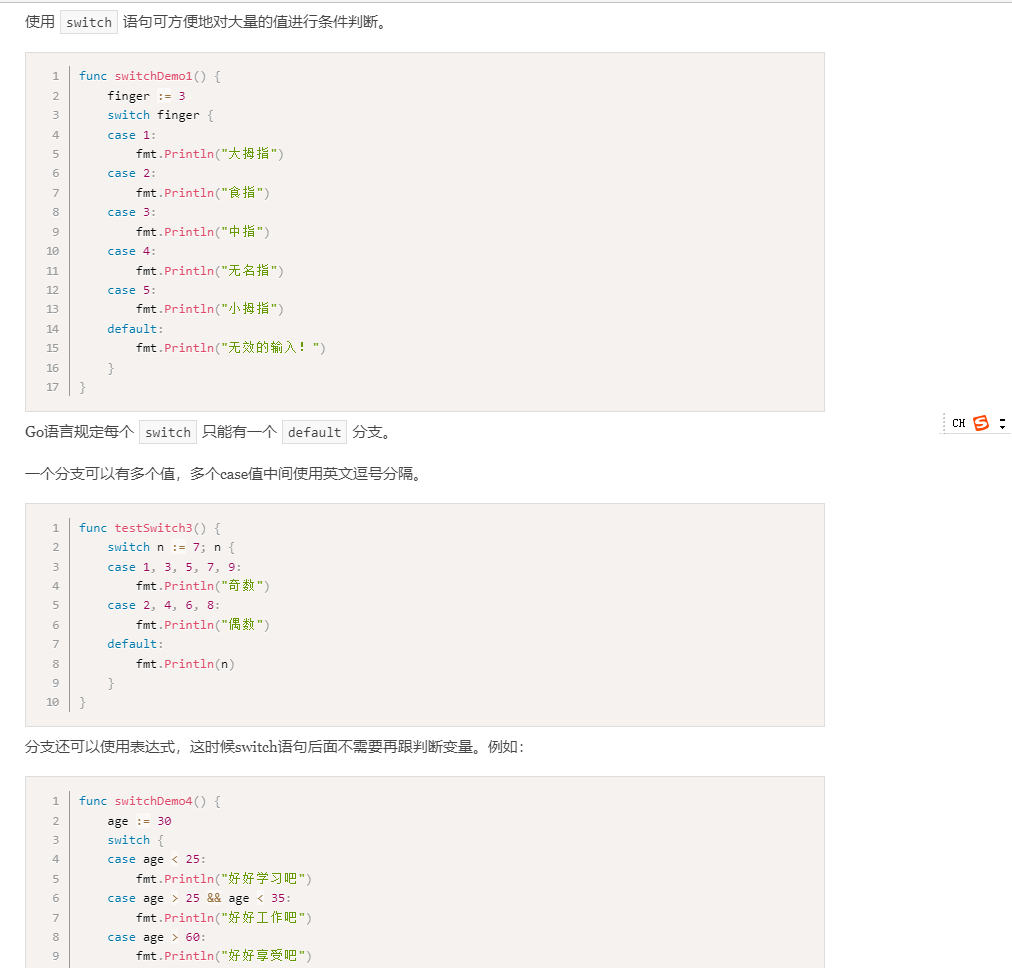 使用 switch 语句可方便地对大量的值进行条件判断。
1 func switchDemo1() {
2     finger := 3
3     switch finger {
4     case 1:
5         fmt.Println("大拇指")
6     case 2:
7         fmt.Println("食指")
8     case 3:
9         fmt.Println("中指")
10     case 4:
11         fmt.Println("无名指")
12     case 5:
13         fmt.Println("小拇指")
14     default:
15         fmt.Println("无效的输入！")
16     }
17 }
Go语言规定每个 switch 只能有一个 default 分支。
CH
一个分支可以有多个值，多个case值中间使用英文逗号分隔。
1 func testSwitch3() {
2     switch n := 7; n {
3     case 1, 3, 5, 7, 9:
4         fmt.Println("奇数")
5     case 2, 4, 6, 8:
6         fmt.Println("偶数")
7     default:
8         fmt.Println(n)
9     }
10 }
分支还可以使用表达式，这时候switch语句后面不需要再跟判断变量。例如：
1 func switchDemo4() {
2     age := 30
3     switch {
4     case age < 25:
5         fmt.Println("好好学习吧")
6     case age > 25 && age < 35:
7         fmt.Println("好好工作吧")
8     case age > 60:
9         fmt.Println("好好享受吧")